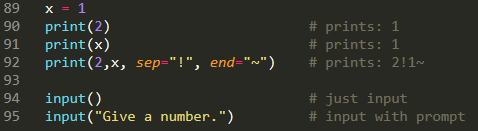 89 x = 1
90 print(2) # prints: 1
91 print(x) # prints: 1
92 print(2,x, sep="!", end="~") # prints: 2!1~
93
94 input() # just input
95 input("Give a number.") # input with prompt